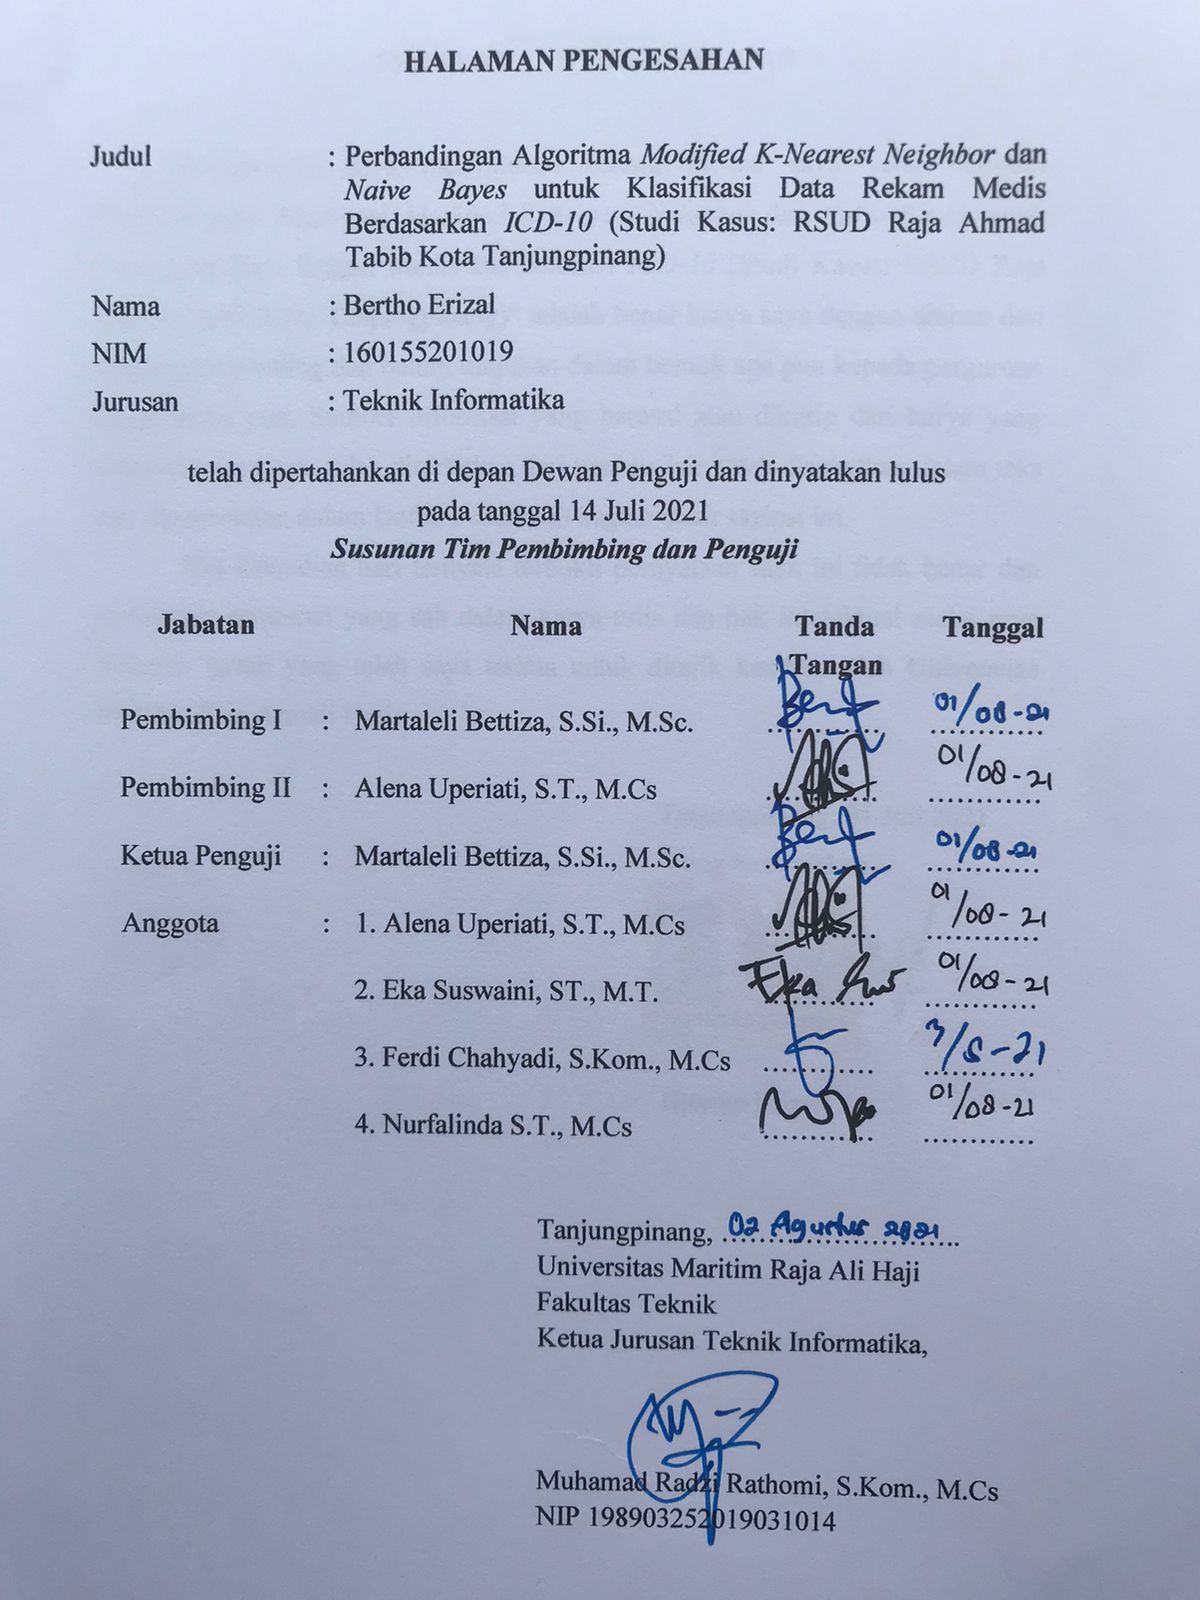 HALAMAN PENGESAHAN
Judul : Perbandingan Algoritma Modified K-Nearest Neighbor dan
Naive Bayes untuk Klasifikasi Data Rekam Medis
Berdasarkan ICD-10 (Studi Kasus: RSUD Raja Ahmad
Tabib Kota Tanjungpinang)
Nama : Bertho Erizal
NIM : 160155201019
Jurusan : Teknik Informatika
telah dipertahankan di depan Dewan Penguji dan dinyatakan lulus
pada tanggal 14 Juli 2021
Susunan Tim Pembimbing dan Penguji
Jabatan Nama Tanda Tanggal
Tangan
Pembimbing I : Martaleli Bettiza, S.Si., M.Sc. 01/08-21
Pembimbing II : Alena Uperiati, S.T., M.Cs 01/08-21
Ketua Penguji : Martaleli Bettiza, S.Si., M.Sc. 01/08-21
Anggota : 1. Alena Uperiati, S.T., M.Cs 01/08-21
2. Eka Suswaini, ST., M.T. Eka 01/08-21
3. Ferdi Chahyadi, S.Kom., M.Cs 3/8-21
4. Nurfalinda S.T., M.Cs 01/08-21
Tanjungpinang, 02 Agustus 2021
Universitas Maritim Raja Ali Haji
Fakultas Teknik
Ketua Jurusan Teknik Informatika,
Muhamad Radzi Rathomi, S.Kom., M.Cs
NIP 198903252019031014